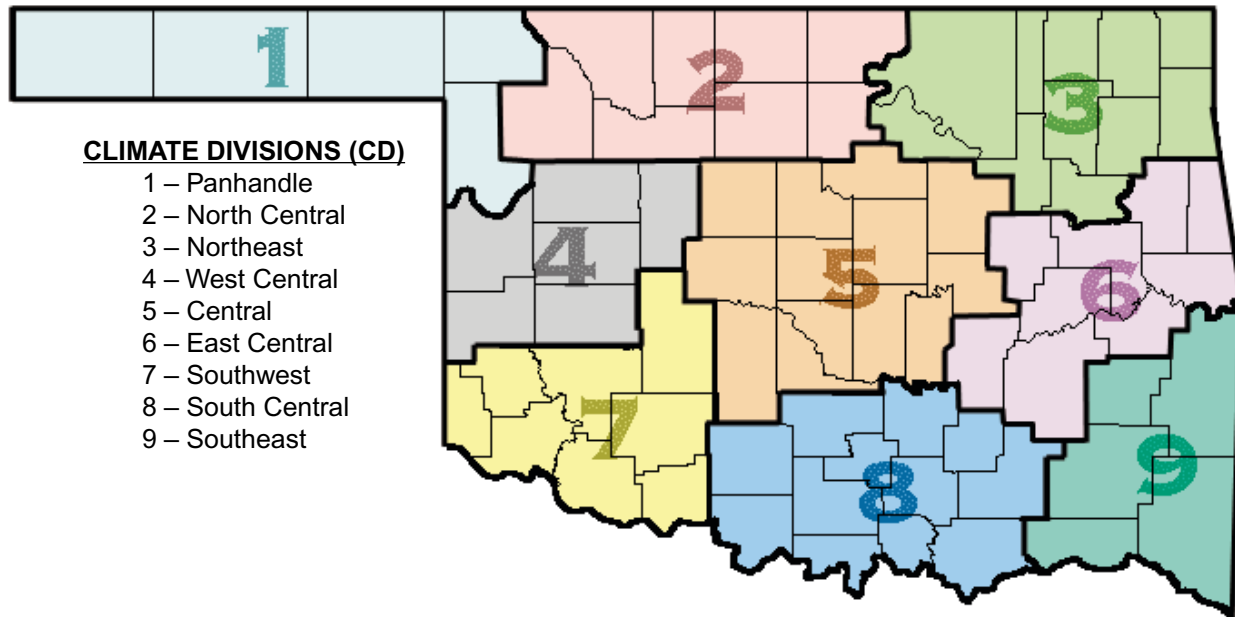 1
2
3
CLIMATE DIVISIONS (CD)
1 – Panhandle
2 – North Central
3 – Northeast
4 – West Central
5 – Central
6 – East Central
7 – Southwest
8 – South Central
9 – Southeast
4
5
6
7
8
9